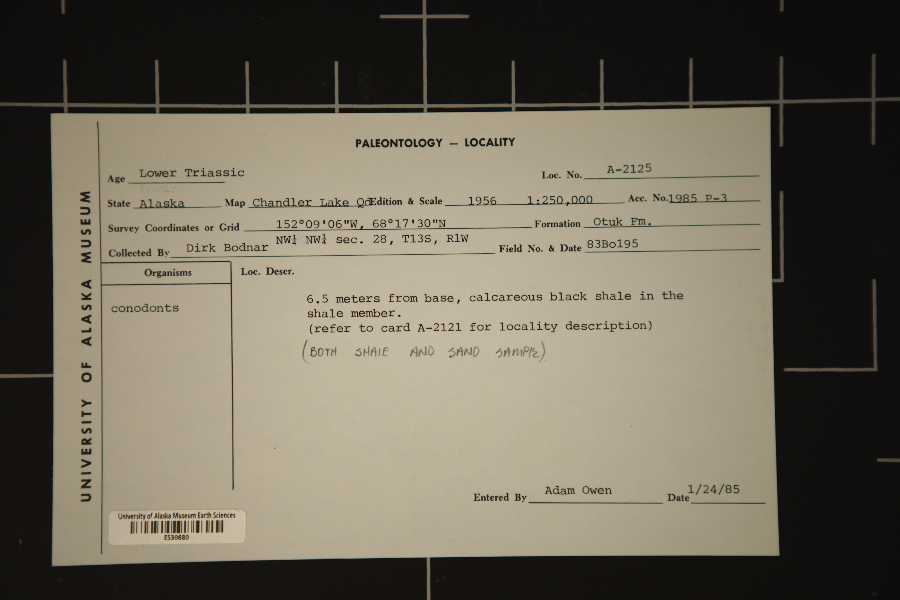 PALEONTOLOGY — LOCALITY
Age Lower Triassic Loc. No. A-2125
State Alaska Map Chandler Lake Qd Edition & Scale 1956 1:250,000 Acc. No. 1985 P-3
Survey Coordinates or Grid 152°09'06"W, 68°17'30"N Formation Otuk Fm.
NW¼ NW¼ sec. 28, T13S, R1W
Collected By Dirk Bodnar Field No. & Date 83Bo195
Organisms Loc. Descr.
conodonts
6.5 meters from base, calcareous black shale in the
shale member.
(refer to card A-2121 for locality description)
(BOTH SHALE AND SAND SAMPLE)
Entered By Adam Owen Date 1/24/85
UNIVERSITY OF ALASKA MUSEUM
University of Alaska Museum Earth Sciences
ES39680